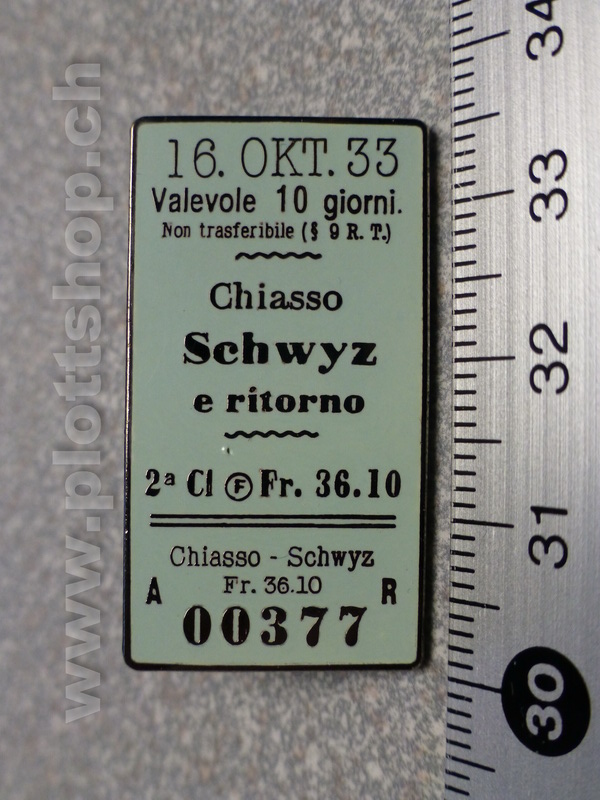 16. OKT. 33
Valevole 10 giorni.
Non trasferibile (§ 9 R. T.)
Chiasso
Schwyz
e ritorno
2ª Cl Ⓕ Fr. 36.10
Chiasso - Schwyz
Fr. 36.10
A R
00377
www.plottshop.ch
34
33
32
31
30